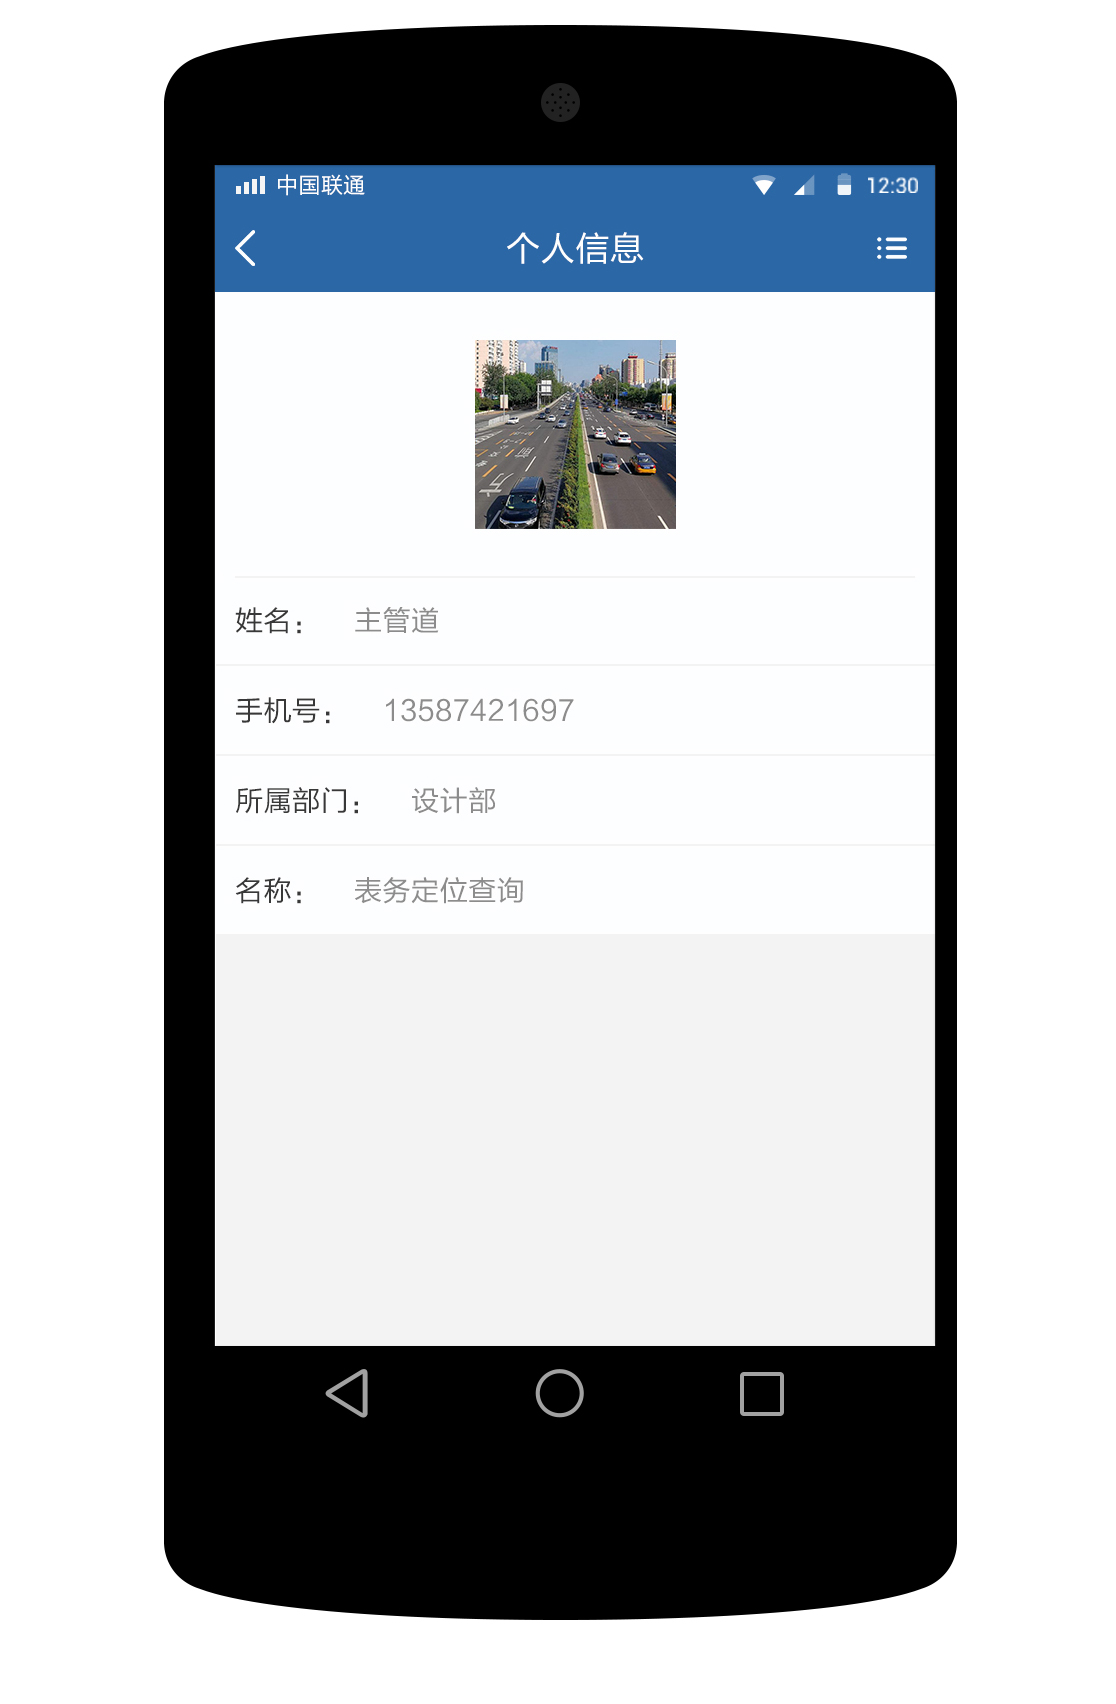 中国联通 12:30
个人信息
姓名： 主管道
手机号： 13587421697
所属部门： 设计部
名称： 表务定位查询